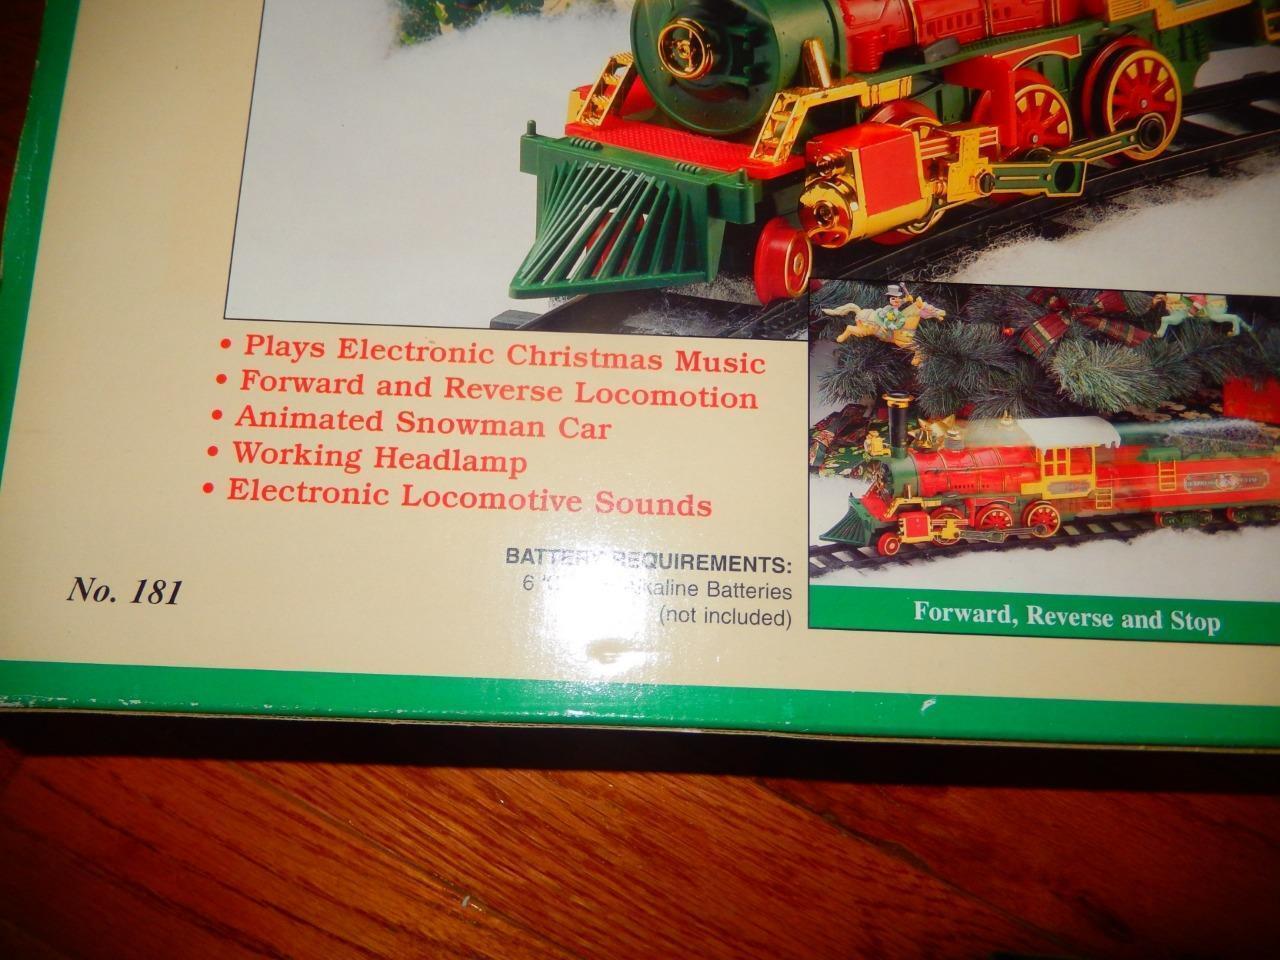 • Plays Electronic Christmas Music
• Forward and Reverse Locomotion
• Animated Snowman Car
• Working Headlamp
• Electronic Locomotive Sounds
BATTERY REQUIREMENTS:
6 Alkaline Batteries
(not included)
No. 181
Forward, Reverse and Stop